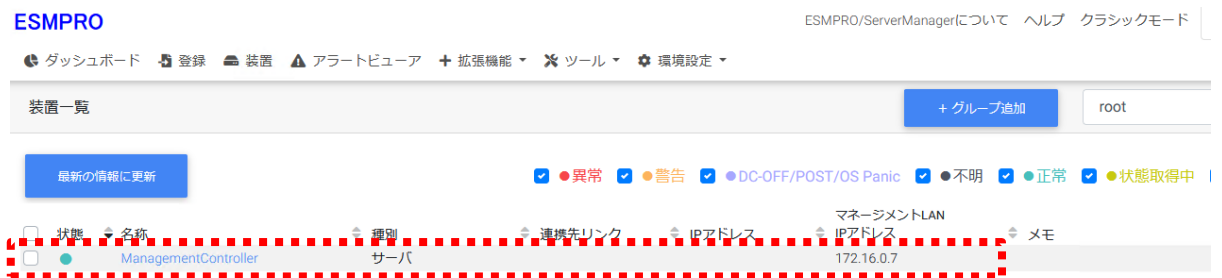 ESMPRO
ESMPRO/ServerManagerについて ヘルプ クラシックモード
ダッシュボード 登録 装置 アラートビューア 拡張機能 ツール 環境設定
装置一覧
+ グループ追加
root
最新の情報に更新
●異常 ●警告 ●DC-OFF/POST/OS Panic ●不明 ●正常 ●状態取得中
状態 名称 種別 連携先リンク IPアドレス マネージメントLAN
IPアドレス メモ
ManagementController サーバ 172.16.0.7